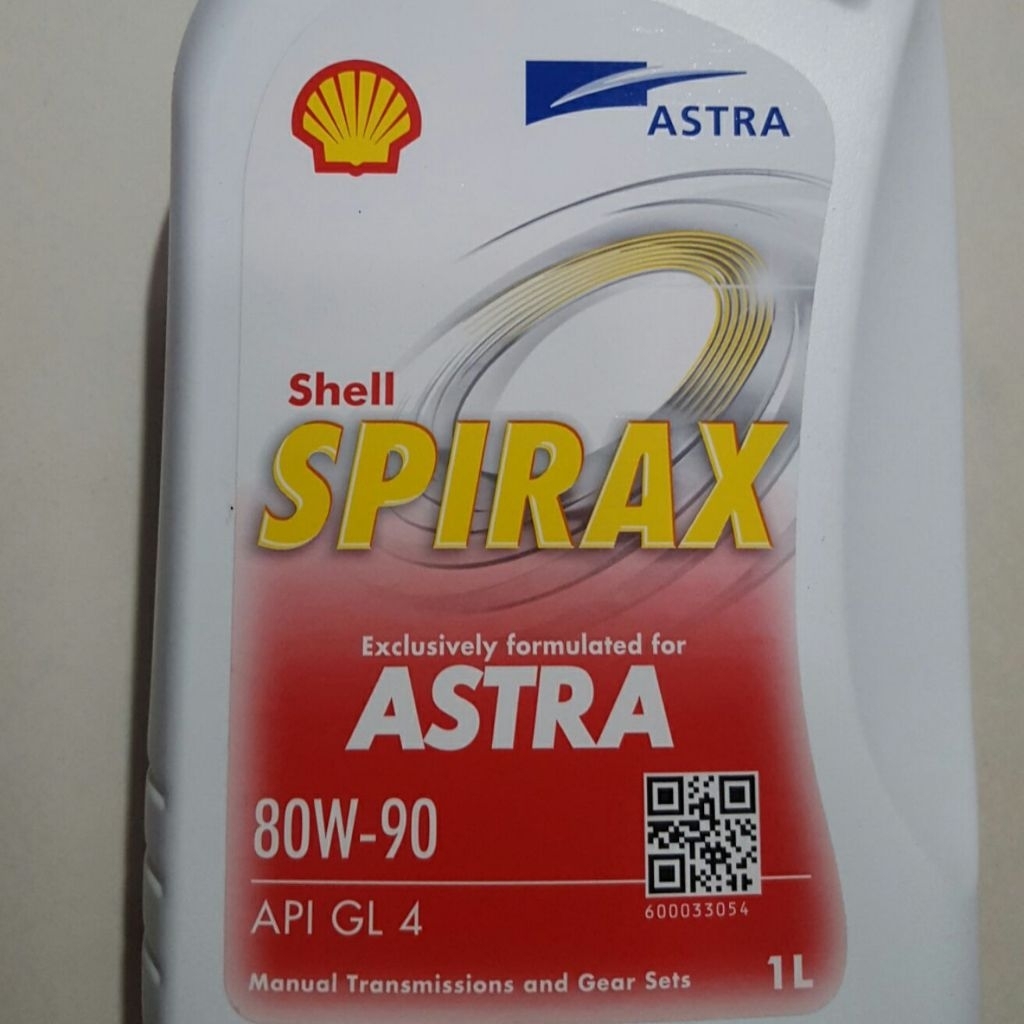 ASTRA
Shell
SPIRAX
Exclusively formulated for
ASTRA
80W-90
600033054
API GL 4
Manual Transmissions and Gear Sets
1L